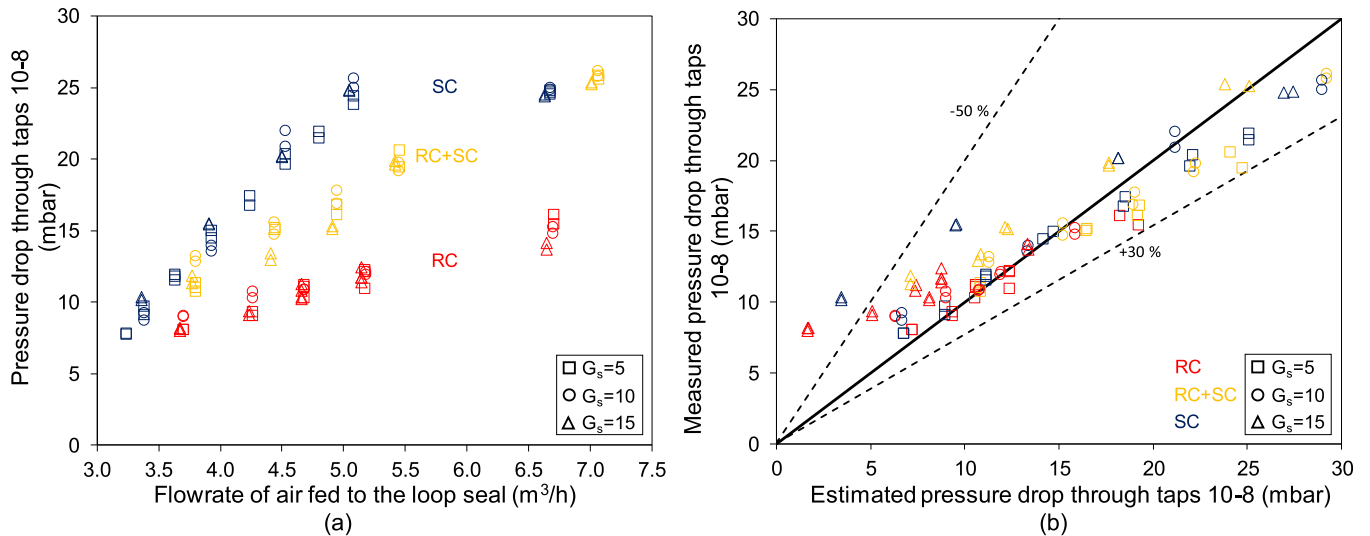 30
25
20
15
10
5
0
Pressure drop through taps 10-8
(mbar)
SC
RC+SC
RC
Gs=5
Gs=10
Gs=15
3.0 3.5 4.0 4.5 5.0 5.5 6.0 6.5 7.0 7.5
Flowrate of air fed to the loop seal (m³/h)
(a)
30
25
20
15
10
5
0
Measured pressure drop through taps
10-8 (mbar)
-50 %
+30 %
RC
RC+SC
SC
Gs=5
Gs=10
Gs=15
0 5 10 15 20 25 30
Estimated pressure drop through taps 10-8 (mbar)
(b)